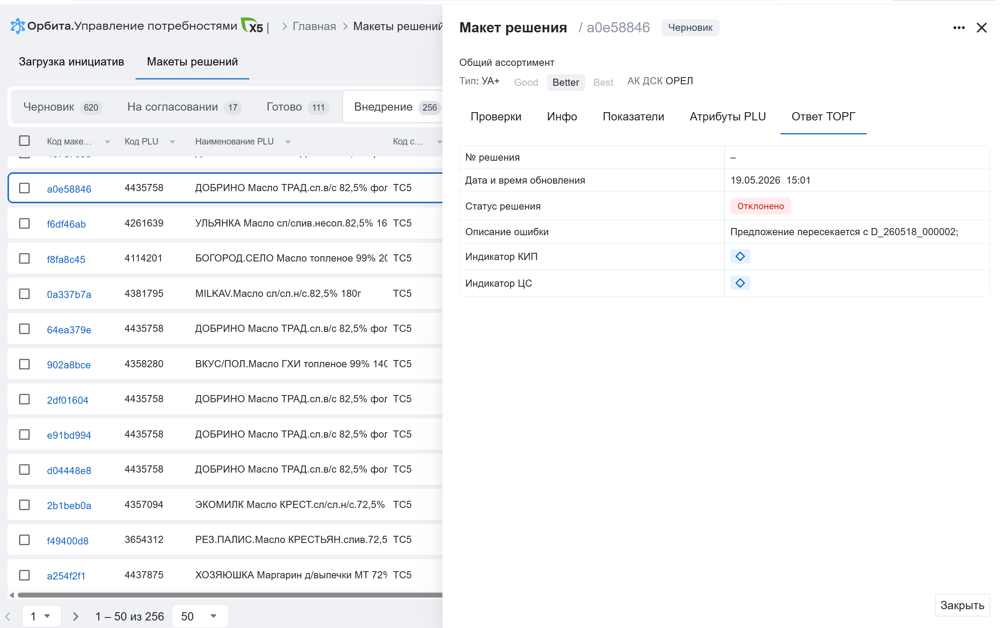 Орбита.Управление потребностями X5 | > Главная > Макеты решений
Загрузка инициатив Макеты решений
Черновик 620 На согласовании 17 Готово 111 Внедрение 256
Код маке... Код PLU Наименование PLU Код с...
a0e58846 4435758 ДОБРИНО Масло ТРАД.сл.в/с 82,5% фол ТС5
f6df46ab 4261639 УЛЬЯНКА Масло сл/слив.несол.82,5% 16 ТС5
f8fa8c45 4114201 БОГОРОД.СЕЛО Масло топленое 99% 20 ТС5
0a337b7a 4381795 MILKAV.Масло сл/сл.н/с.82,5% 180г ТС5
64ea379e 4435758 ДОБРИНО Масло ТРАД.сл.в/с 82,5% фол ТС5
902a8bce 4358280 ВКУС/ПОЛ.Масло ГХИ топленое 99% 140 ТС5
2df01604 4435758 ДОБРИНО Масло ТРАД.сл.в/с 82,5% фол ТС5
e91bd994 4435758 ДОБРИНО Масло ТРАД.сл.в/с 82,5% фол ТС5
d04448e8 4435758 ДОБРИНО Масло ТРАД.сл.в/с 82,5% фол ТС5
2b1beb0a 4357094 ЭКОМИЛК Масло КРЕСТ.сл/сл.н/с.72,5% ТС5
f49400d8 3654312 РЕЗ.ПАЛИС.Масло КРЕСТЬЯН.слив.72,5 ТС5
a254f2f1 4437875 ХОЗЯЮШКА Маргарин д/выпечки МТ 72% ТС5
1 1 – 50 из 256 50
Макет решения / a0e58846 Черновик
Общий ассортимент
Тип: УА+ Good Better Best АК ДСК ОРЕЛ
Проверки Инфо Показатели Атрибуты PLU Ответ ТОРГ
№ решения –
Дата и время обновления 19.05.2026 15:01
Статус решения Отклонено
Описание ошибки Предложение пересекается с D_260518_000002;
Индикатор КИП
Индикатор ЦС
Закрыть